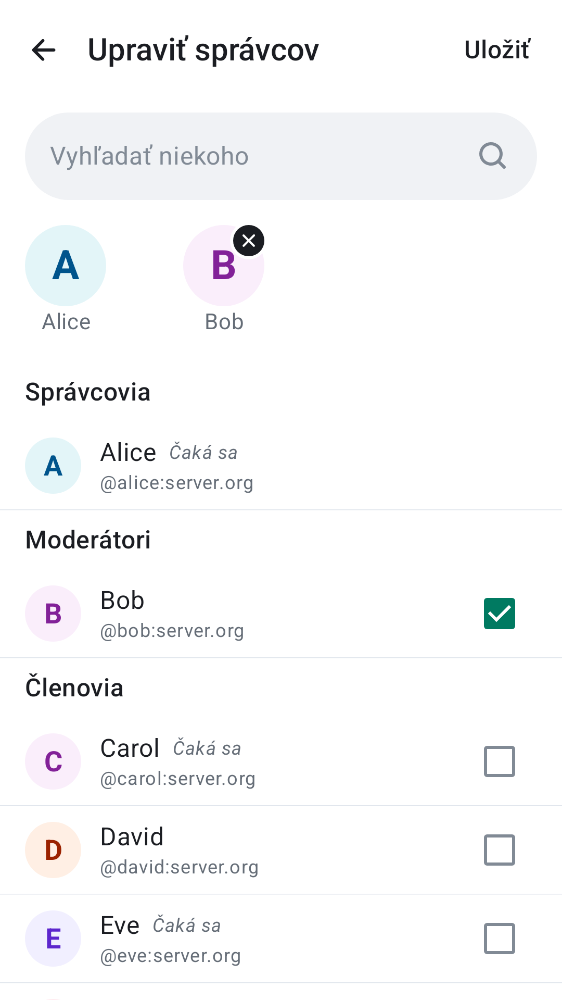 Upraviť správcov
Uložiť
Vyhľadať niekoho
A
B
Alice
Bob
Správcovia
A
Alice Čaká sa
@alice:server.org
Moderátori
B
Bob
@bob:server.org
Členovia
C
Carol Čaká sa
@carol:server.org
D
David
@david:server.org
E
Eve Čaká sa
@eve:server.org